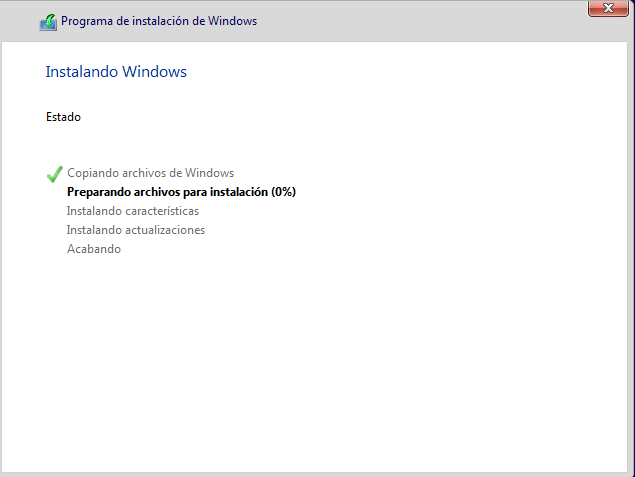 Programa de instalación de Windows
Instalando Windows
Estado
Copiando archivos de Windows
Preparando archivos para instalación (0%)
Instalando características
Instalando actualizaciones
Acabando